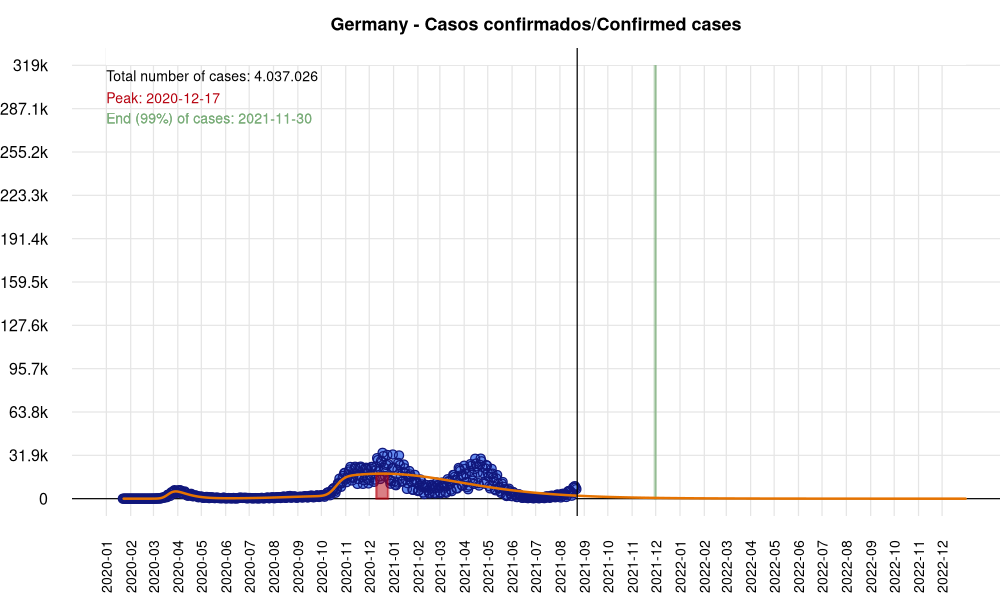 Germany - Casos confirmados/Confirmed cases
319k
Total number of cases: 4.037.026
Peak: 2020-12-17
287.1k
End (99%) of cases: 2021-11-30
255.2k
223.3k
191.4k
159.5k
127.6k
95.7k
63.8k
31.9k
0
2020-01
2020-02
2020-03
2020-04
2020-05
2020-06
2020-07
2020-08
2020-09
2020-10
2020-11
2020-12
2021-01
2021-02
2021-03
2021-04
2021-05
2021-06
2021-07
2021-08
2021-09
2021-10
2021-11
2021-12
2022-01
2022-02
2022-03
2022-04
2022-05
2022-06
2022-07
2022-08
2022-09
2022-10
2022-11
2022-12